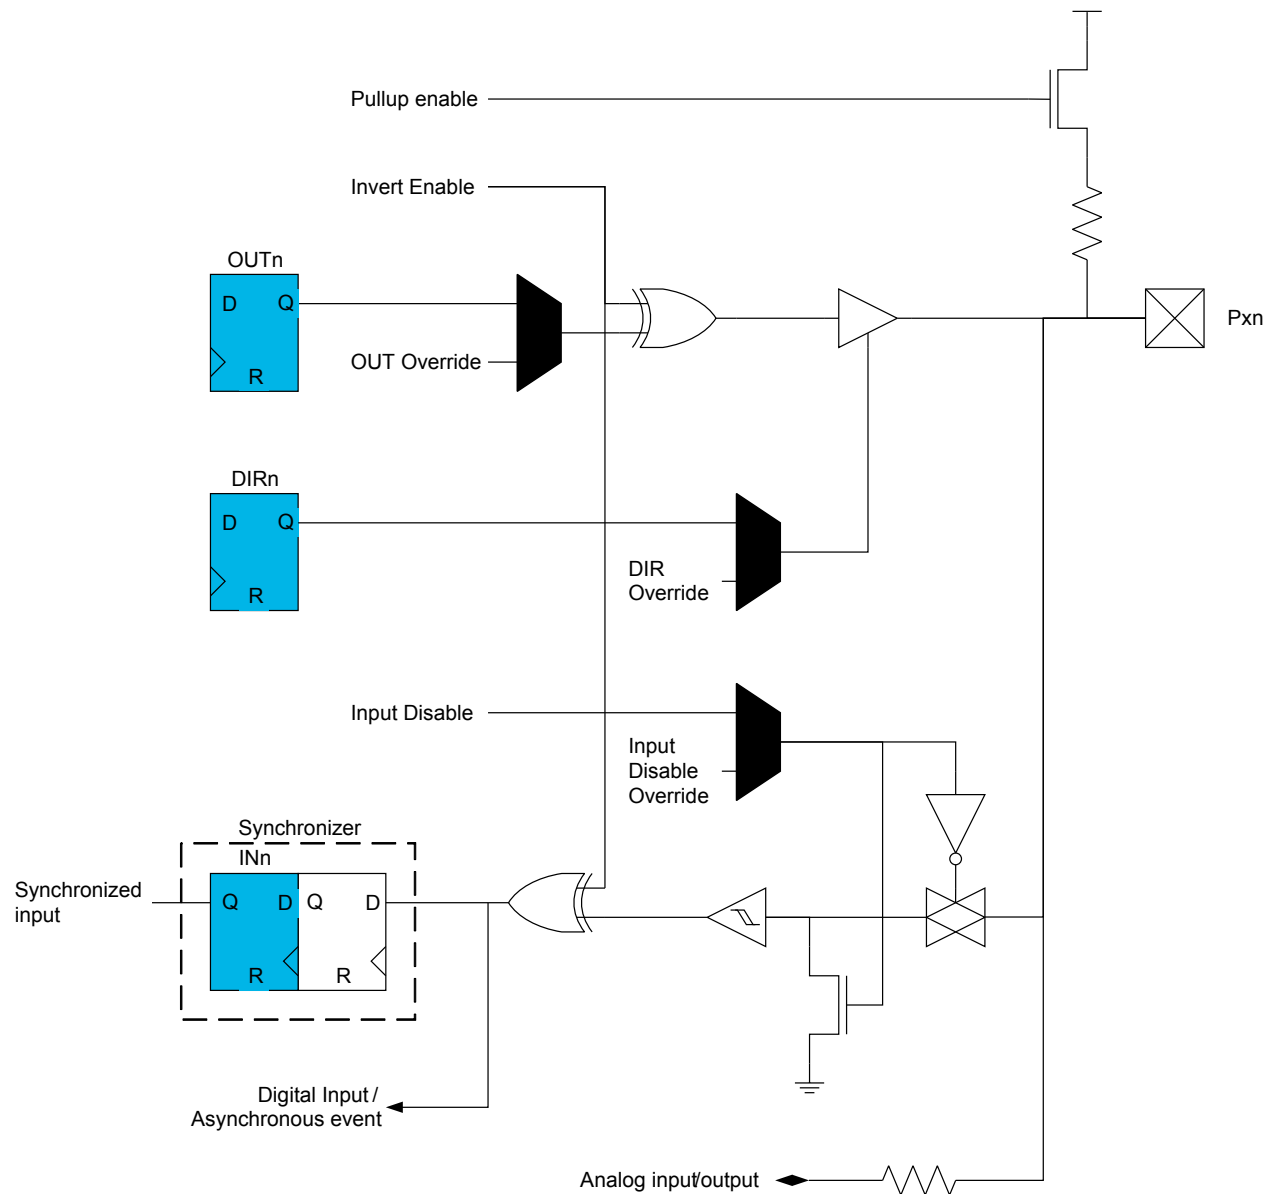 Pullup enable
Invert Enable
OUTn
D Q
R
OUT Override
Pxn
DIRn
D Q
R
DIR
Override
Input Disable
Input
Disable
Override
Synchronizer
INn
Synchronized
input
Q D Q D
R R
Digital Input /
Asynchronous event
Analog input/output